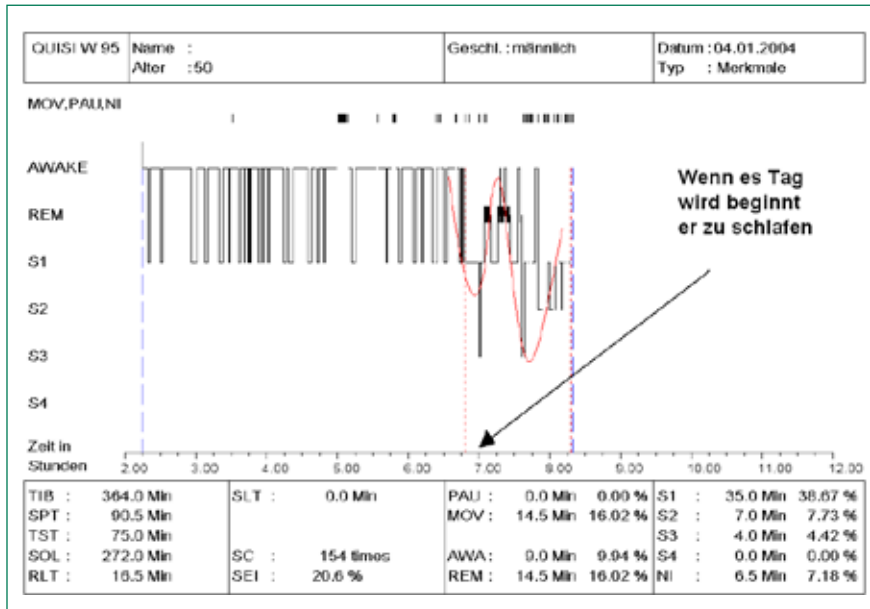 QUISI W 95 Name : Geschl. : männlich Datum : 04.01.2004
Alter : 50 Typ : Merkmale
MOV,PAU,NI
AWAKE
REM
S1
S2
S3
S4
Wenn es Tag
wird beginnt
er zu schlafen
Zeit in
Stunden 2.00 3.00 4.00 5.00 6.00 7.00 8.00 9.00 10.00 11.00 12.00
TIB : 364.0 Min SLT : 0.0 Min PAU : 0.0 Min 0.00 % S1 : 35.0 Min 38.67 %
SPT : 90.5 Min MOV : 14.5 Min 16.02 % S2 : 7.0 Min 7.73 %
TST : 75.0 Min S3 : 4.0 Min 4.42 %
SOL : 272.0 Min SC : 154 times AWA : 9.0 Min 9.94 % S4 : 0.0 Min 0.00 %
RLT : 16.5 Min SEI : 20.6 % REM : 14.5 Min 16.02 % NI : 6.5 Min 7.18 %